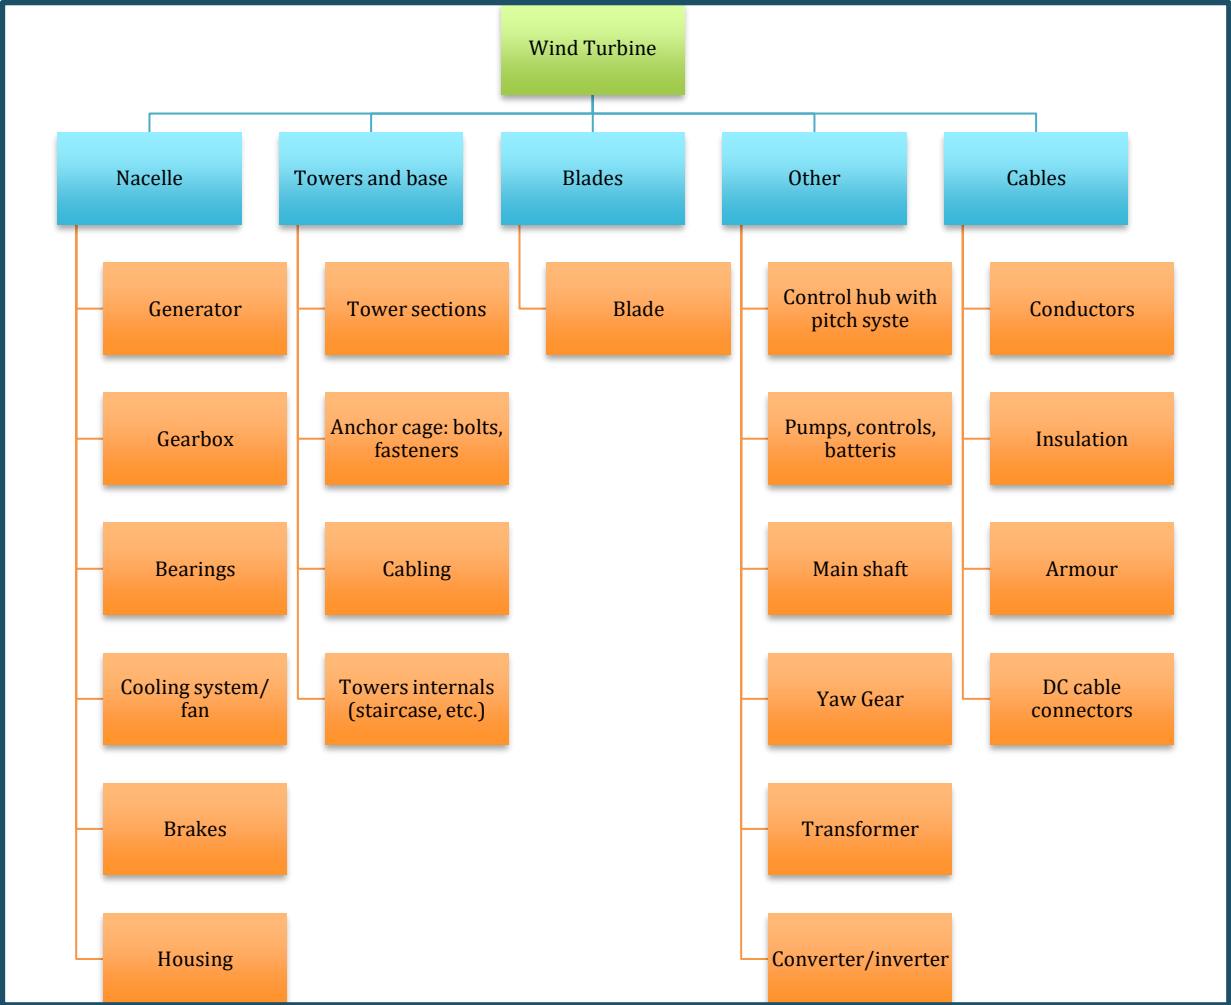 Wind Turbine
Nacelle
Towers and base
Blades
Other
Cables
Generator
Tower sections
Blade
Control hub with
pitch syste
Conductors
Gearbox
Anchor cage: bolts,
fasteners
Pumps, controls,
batteris
Insulation
Bearings
Cabling
Main shaft
Armour
Cooling system/
fan
Towers internals
(staircase, etc.)
Yaw Gear
DC cable
connectors
Brakes
Transformer
Housing
Converter/inverter